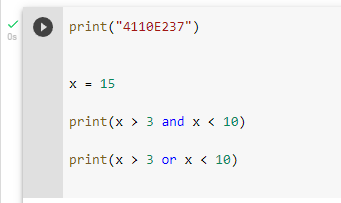 0s
print("4110E237")
x = 15
print(x > 3 and x < 10)
print(x > 3 or x < 10)